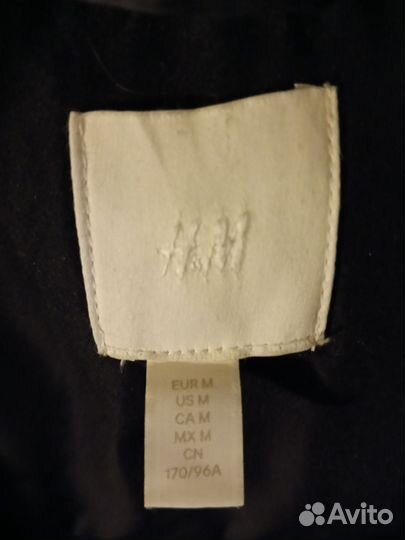 H&M
EUR M
US M
CA M
MX M
CN
170/96A
Avito